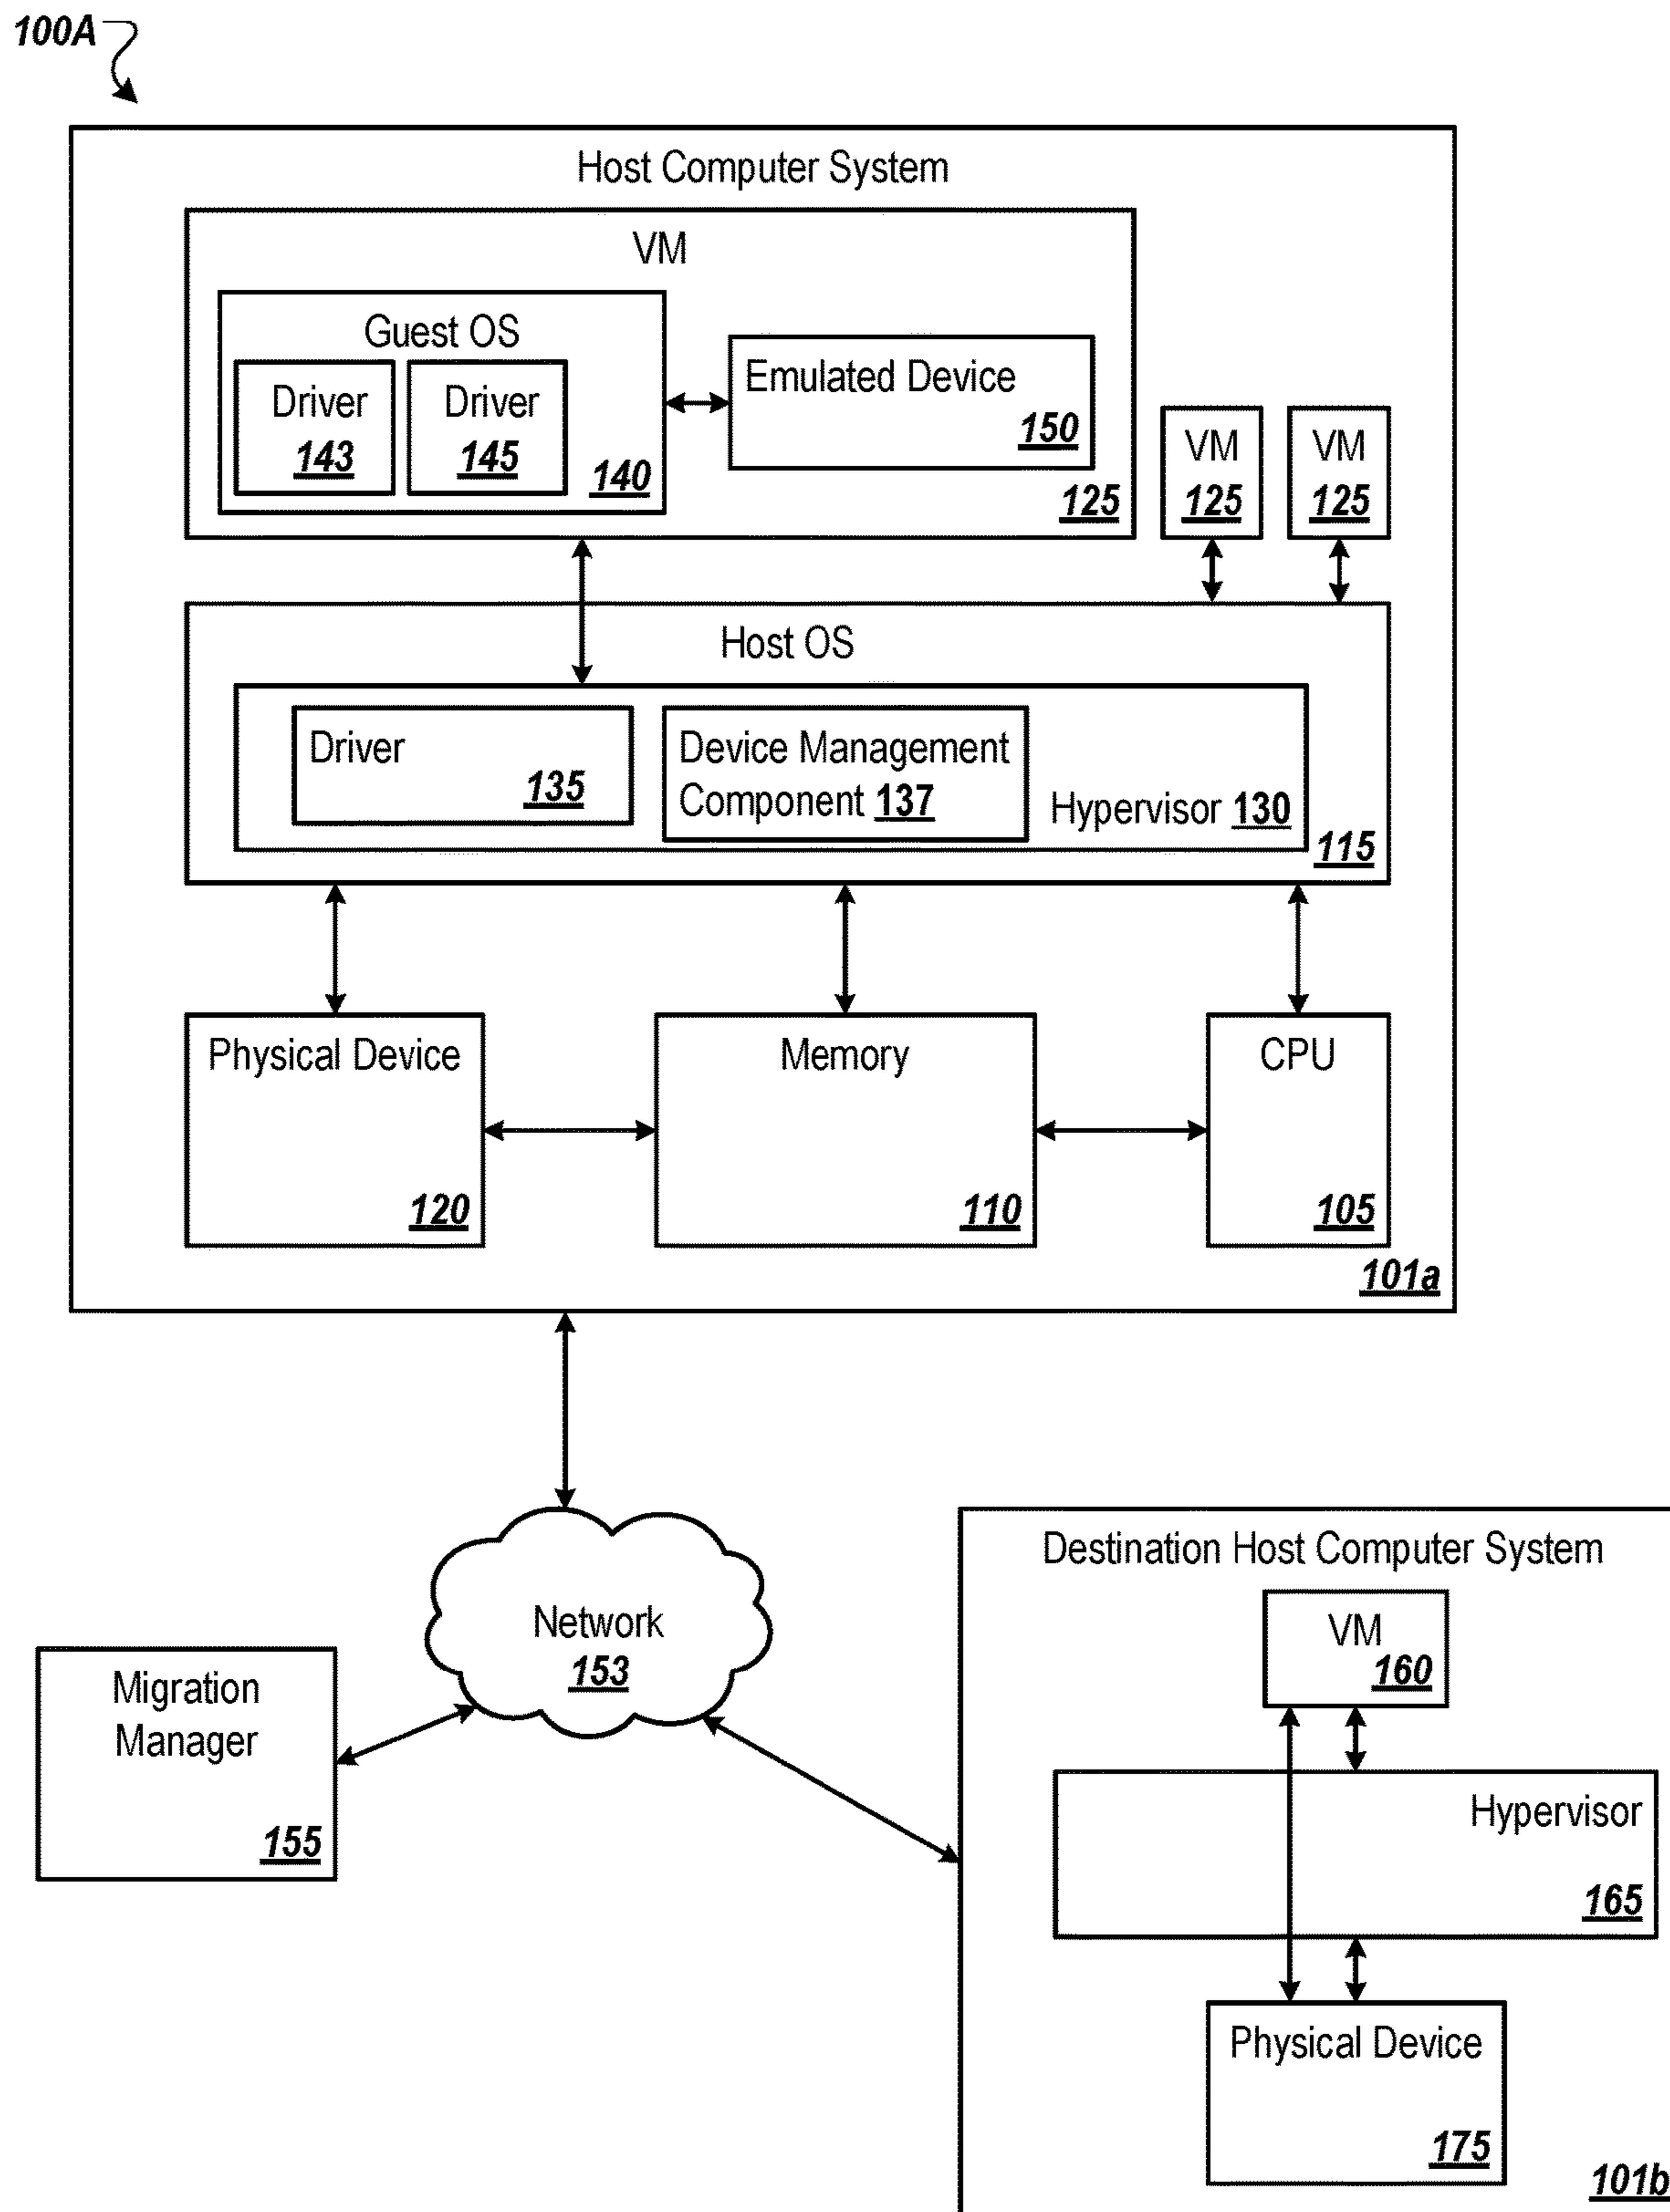 100A
Host Computer System
VM
Guest OS
Driver
143
Driver
145
140
Emulated Device
150
125
VM
125
VM
125
Host OS
Driver
135
Device Management
Component 137
Hypervisor 130
115
Physical Device
120
Memory
110
CPU
105
101a
Network
153
Migration
Manager
155
Destination Host Computer System
VM
160
Hypervisor
165
Physical Device
175
101b